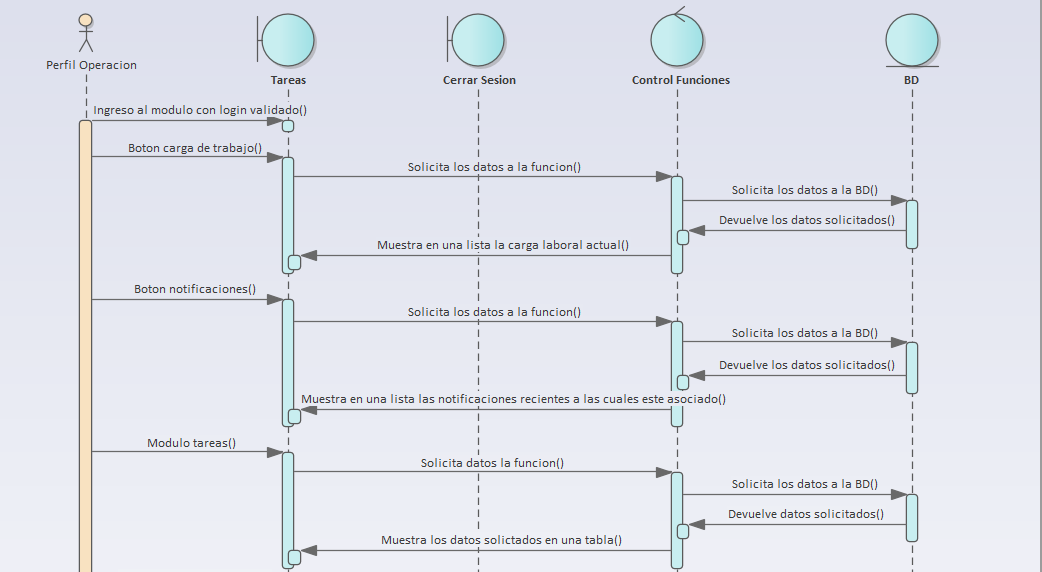 Perfil Operacion
Tareas
Cerrar Sesion
Control Funciones
BD
Ingreso al modulo con login validado()
Boton carga de trabajo()
Solicita los datos a la funcion()
Solicita los datos a la BD()
Devuelve los datos solicitados()
Muestra en una lista la carga laboral actual()
Boton notificaciones()
Solicita los datos a la funcion()
Solicita los datos a la BD()
Devuelve los datos solicitados()
Muestra en una lista las notificaciones recientes a las cuales este asociado()
Modulo tareas()
Solicita datos la funcion()
Solicita los datos a la BD()
Devuelve datos solicitados()
Muestra los datos solictados en una tabla()